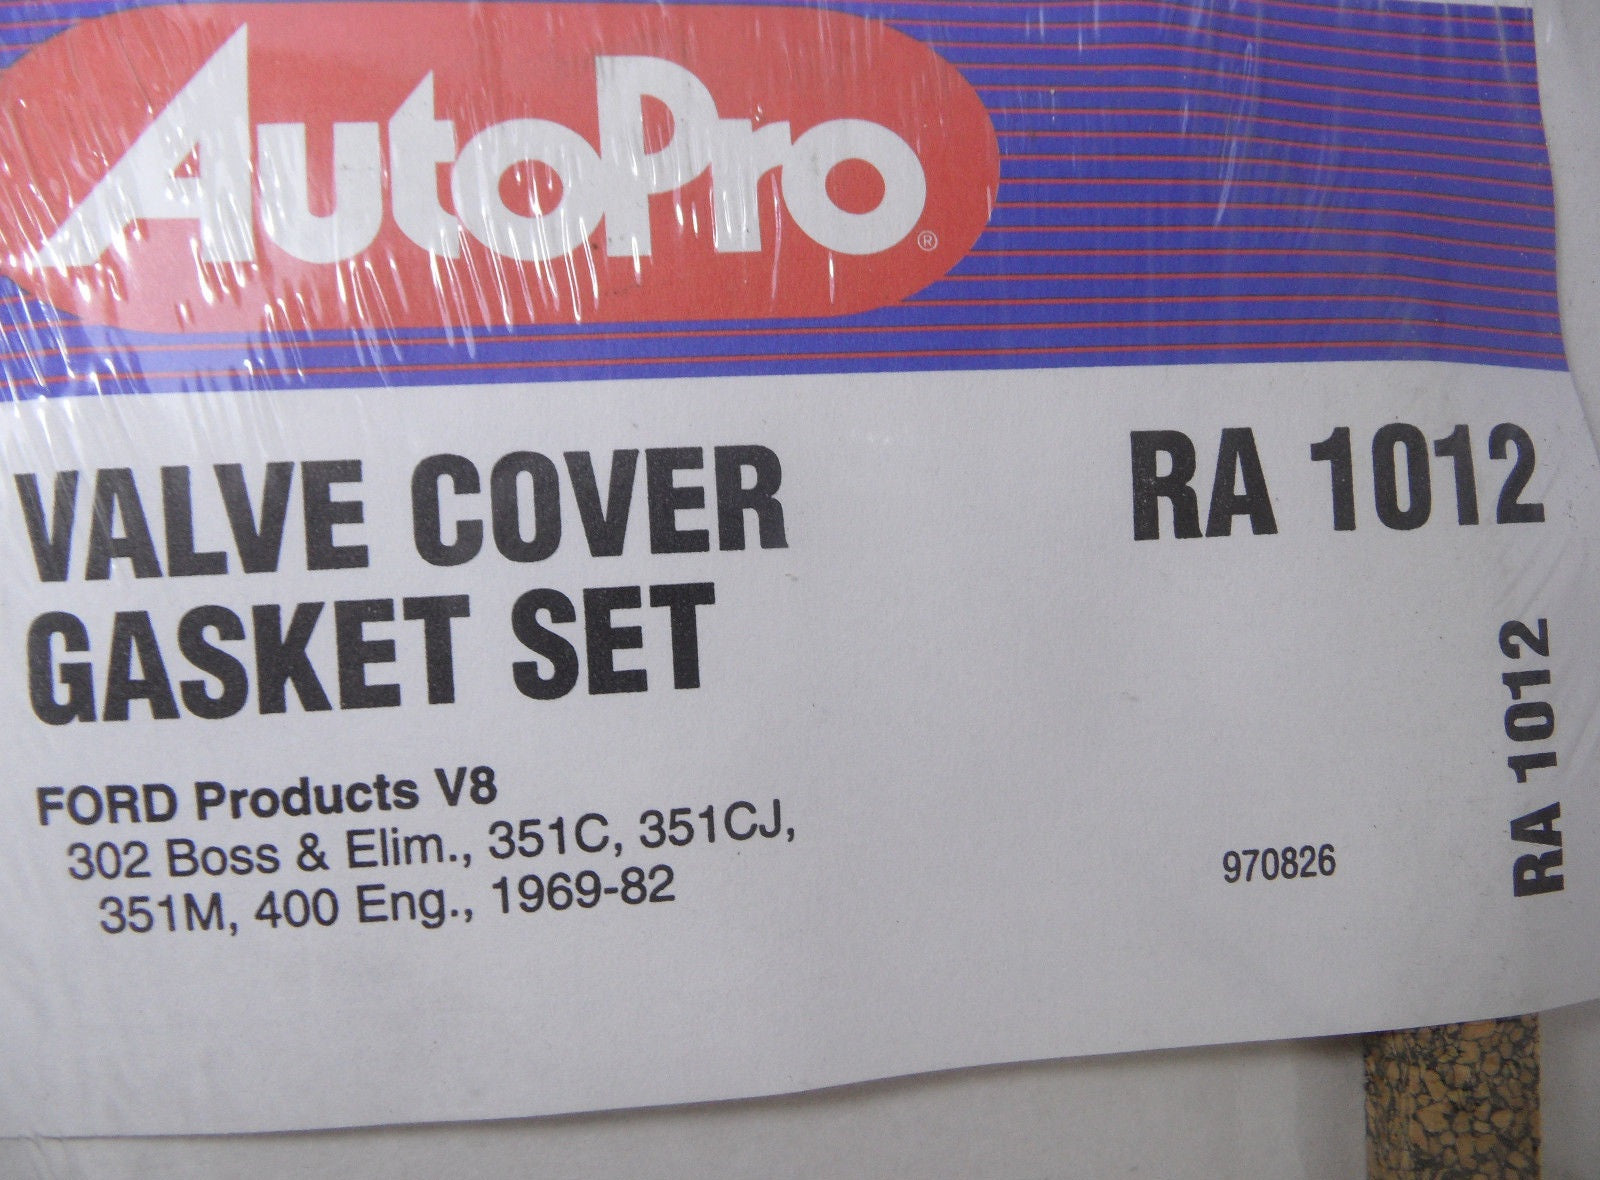 AutoPro®
VALVE COVER
GASKET SET
RA 1012
FORD Products V8
302 Boss & Elim., 351C, 351CJ,
351M, 400 Eng., 1969-82
970826
RA 1012